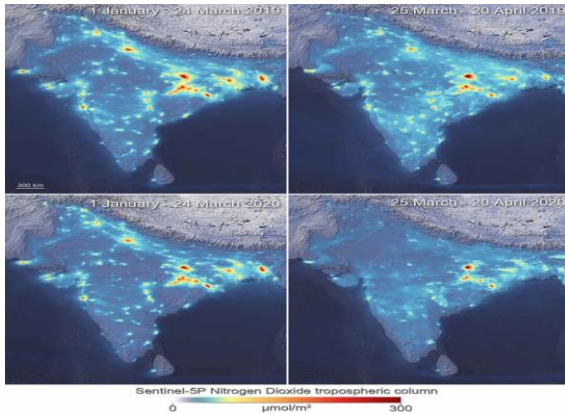 1 January - 24 March 2019
25 March - 20 April 2019
300 km
1 January - 24 March 2020
25 March - 20 April 2020
Sentinel-5P Nitrogen Dioxide tropospheric column
0 µmol/m² 300